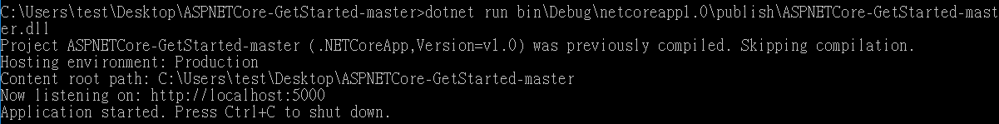 C:\Users\test\Desktop\ASPNETCore-GetStarted-master>dotnet run bin\Debug\netcoreapp1.0\publish\ASPNETCore-GetStarted-mast
er.dll
Project ASPNETCore-GetStarted-master (.NETCoreApp,Version=v1.0) was previously compiled. Skipping compilation.
Hosting environment: Production
Content root path: C:\Users\test\Desktop\ASPNETCore-GetStarted-master
Now listening on: http://localhost:5000
Application started. Press Ctrl+C to shut down.